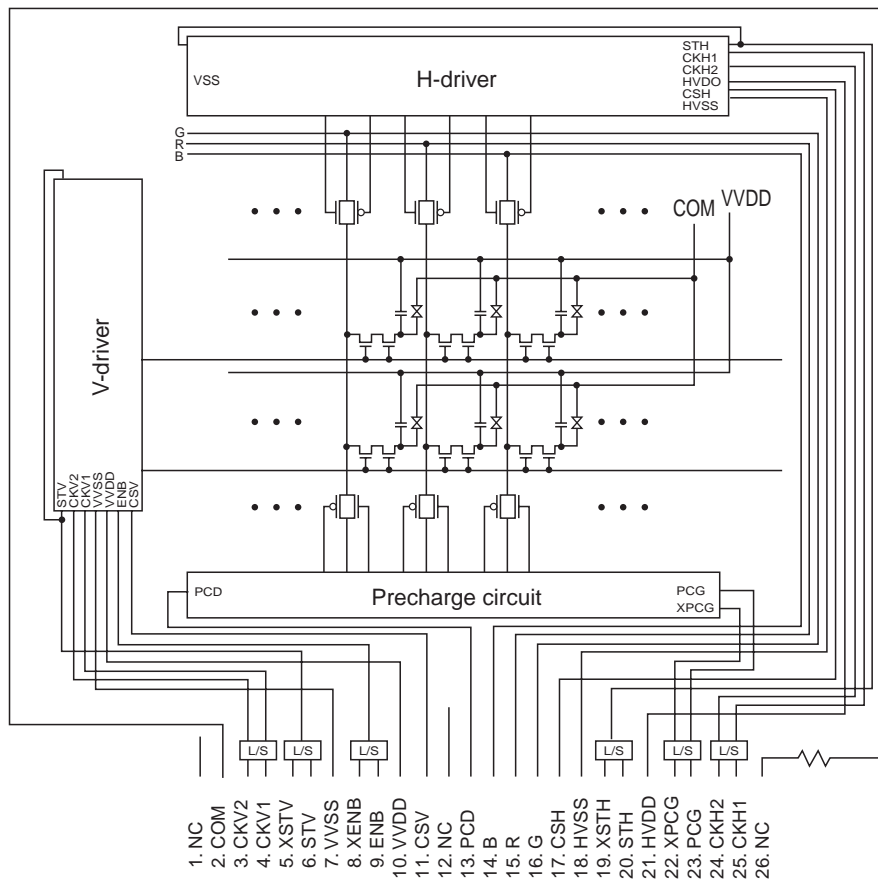 STH
CKH1
CKH2
HVDO
CSH
HVSS
VSS
H-driver
G
R
B
COM
VVDD
V-driver
STV
CKV2
CKV1
VVSS
VVDD
ENB
CSV
PCD
Precharge circuit
PCG
XPCG
L/S
L/S
L/S
L/S
L/S
L/S
1. NC
2. COM
3. CKV2
4. CKV1
5. XSTV
6. STV
7. VVSS
8. XENB
9. ENB
10. VVDD
11. CSV
12. NC
13. PCD
14. B
15. R
16. G
17. CSH
18. HVSS
19. XSTH
20. STH
21. HVDD
22. XPCG
23. PCG
24. CKH2
25. CKH1
26. NC